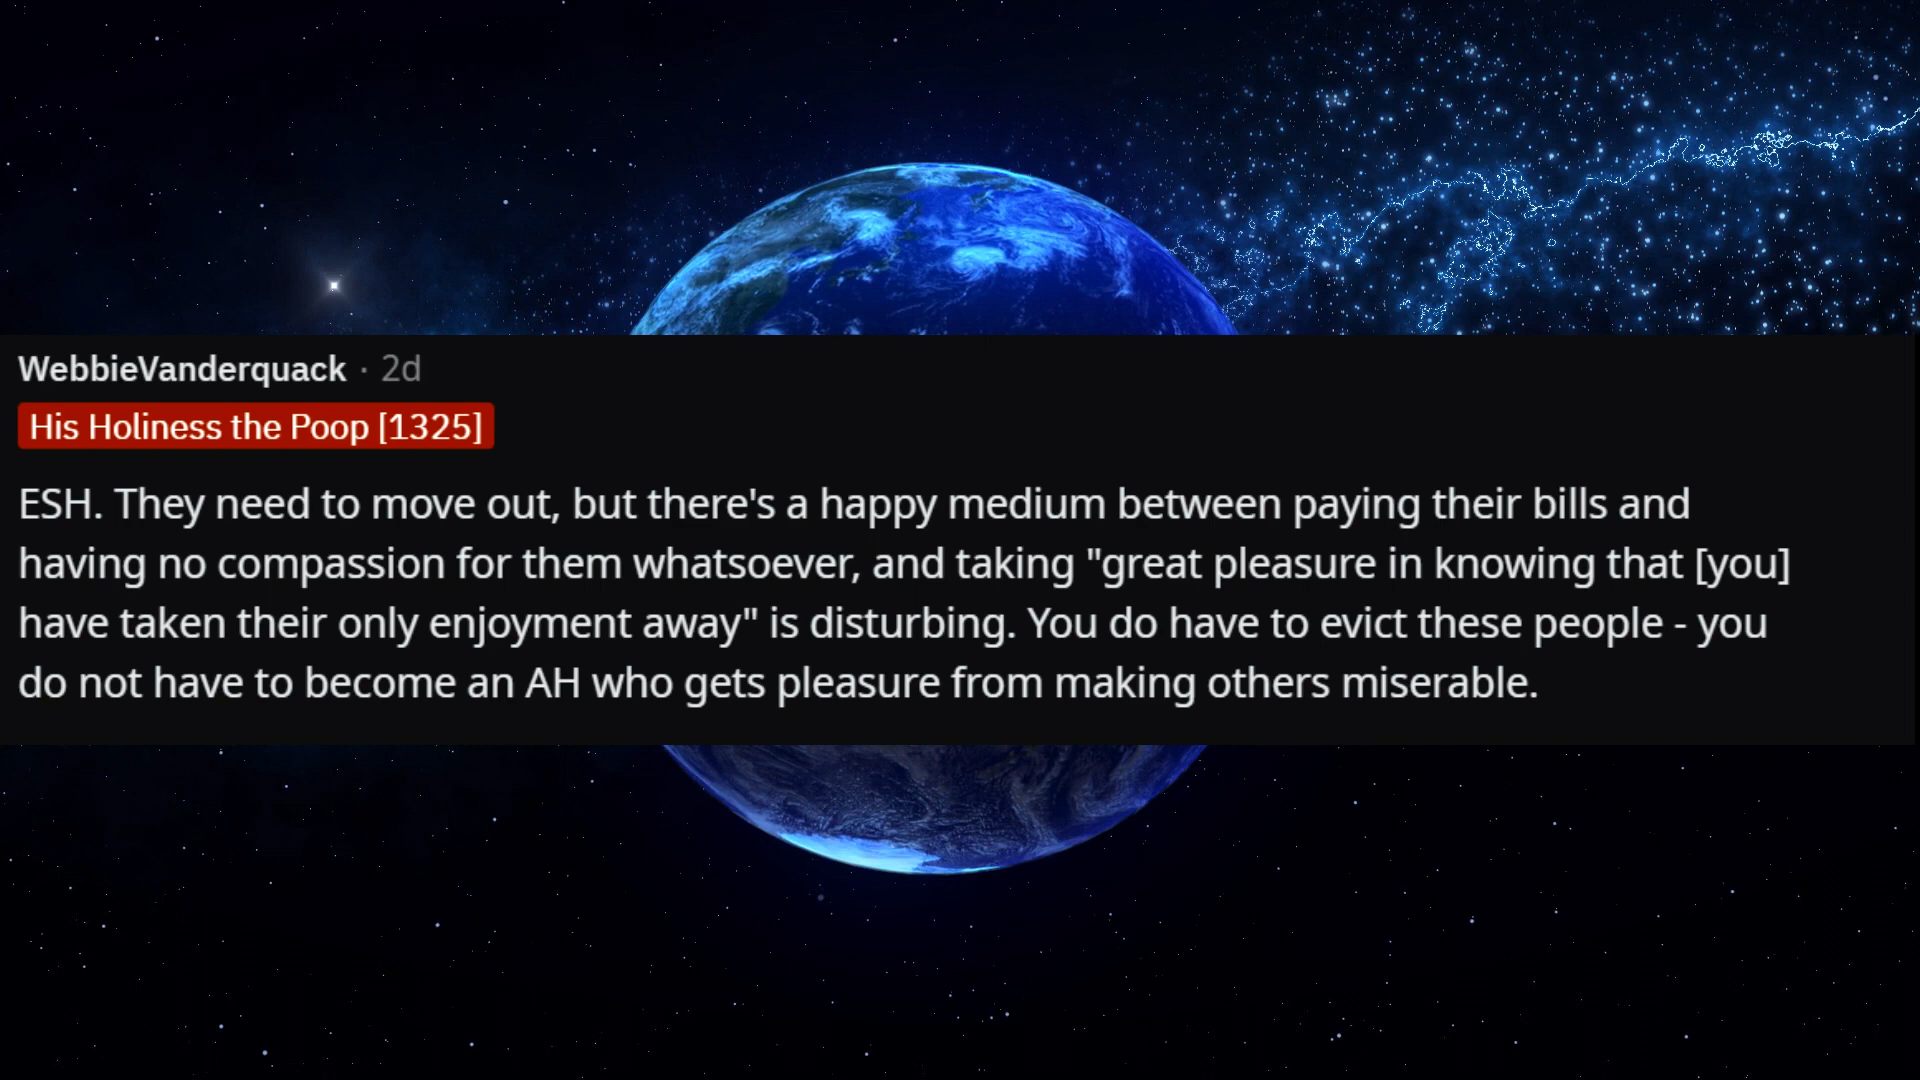 WebbieVanderquack · 2d
His Holiness the Poop [1325]
ESH. They need to move out, but there's a happy medium between paying their bills and
having no compassion for them whatsoever, and taking "great pleasure in knowing that [you]
have taken their only enjoyment away" is disturbing. You do have to evict these people - you
do not have to become an AH who gets pleasure from making others miserable.